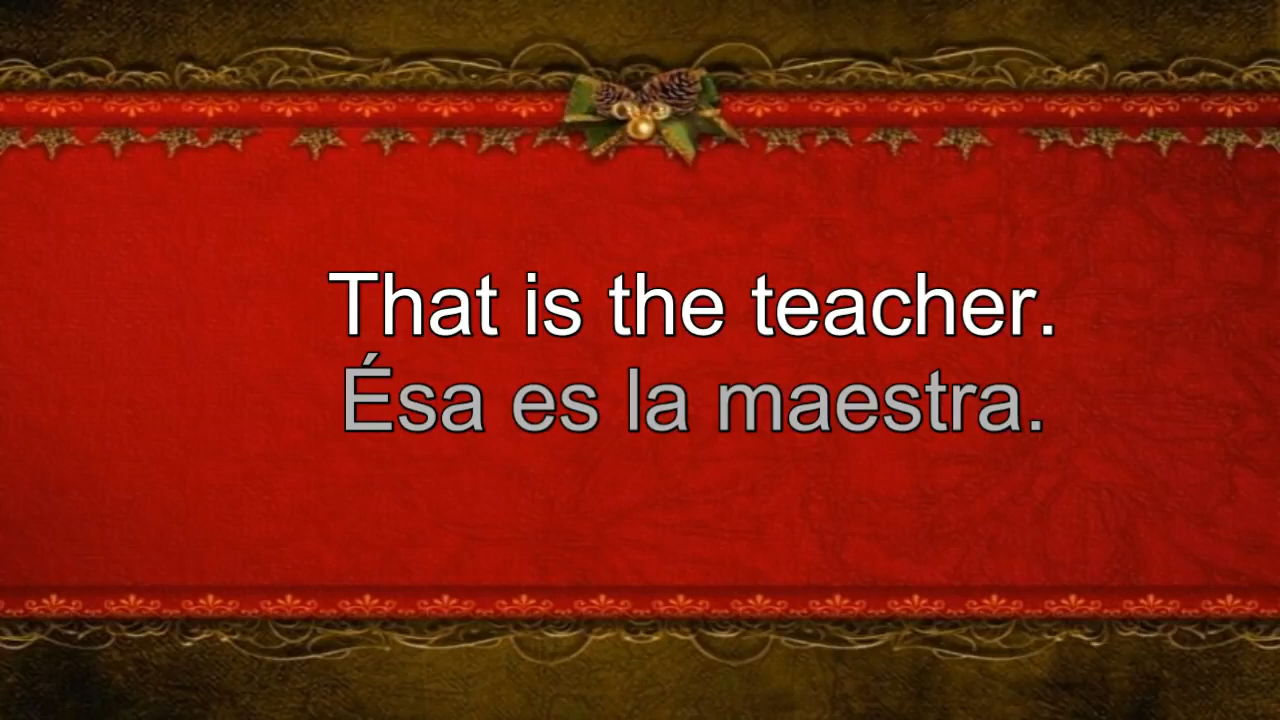 That is the teacher.
Ésa es la maestra.